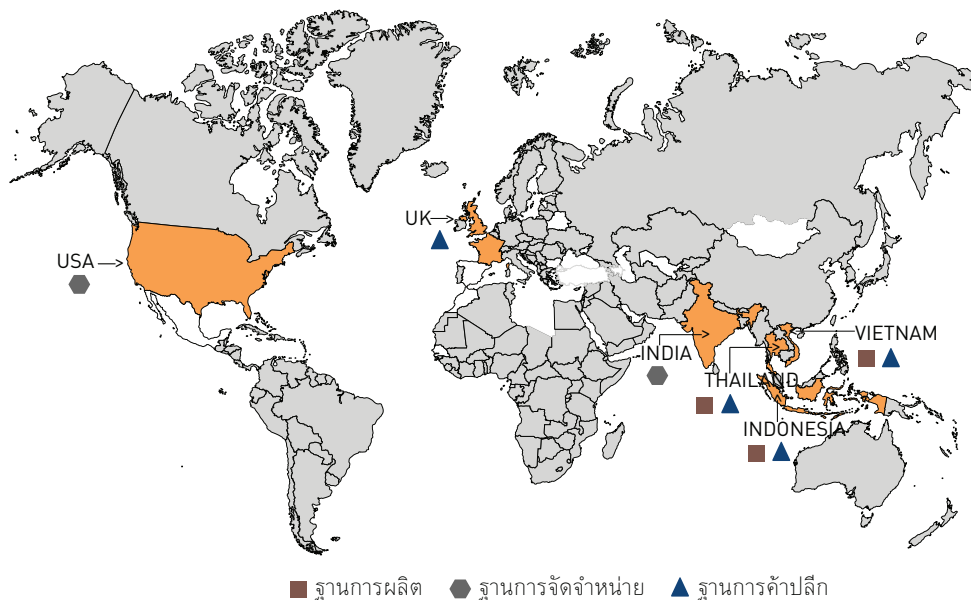 UK
USA
VIETNAM
INDIA
THAILAND
INDONESIA
ฐานการผลิต ฐานการจัดจำหน่าย ฐานการค้าปลีก